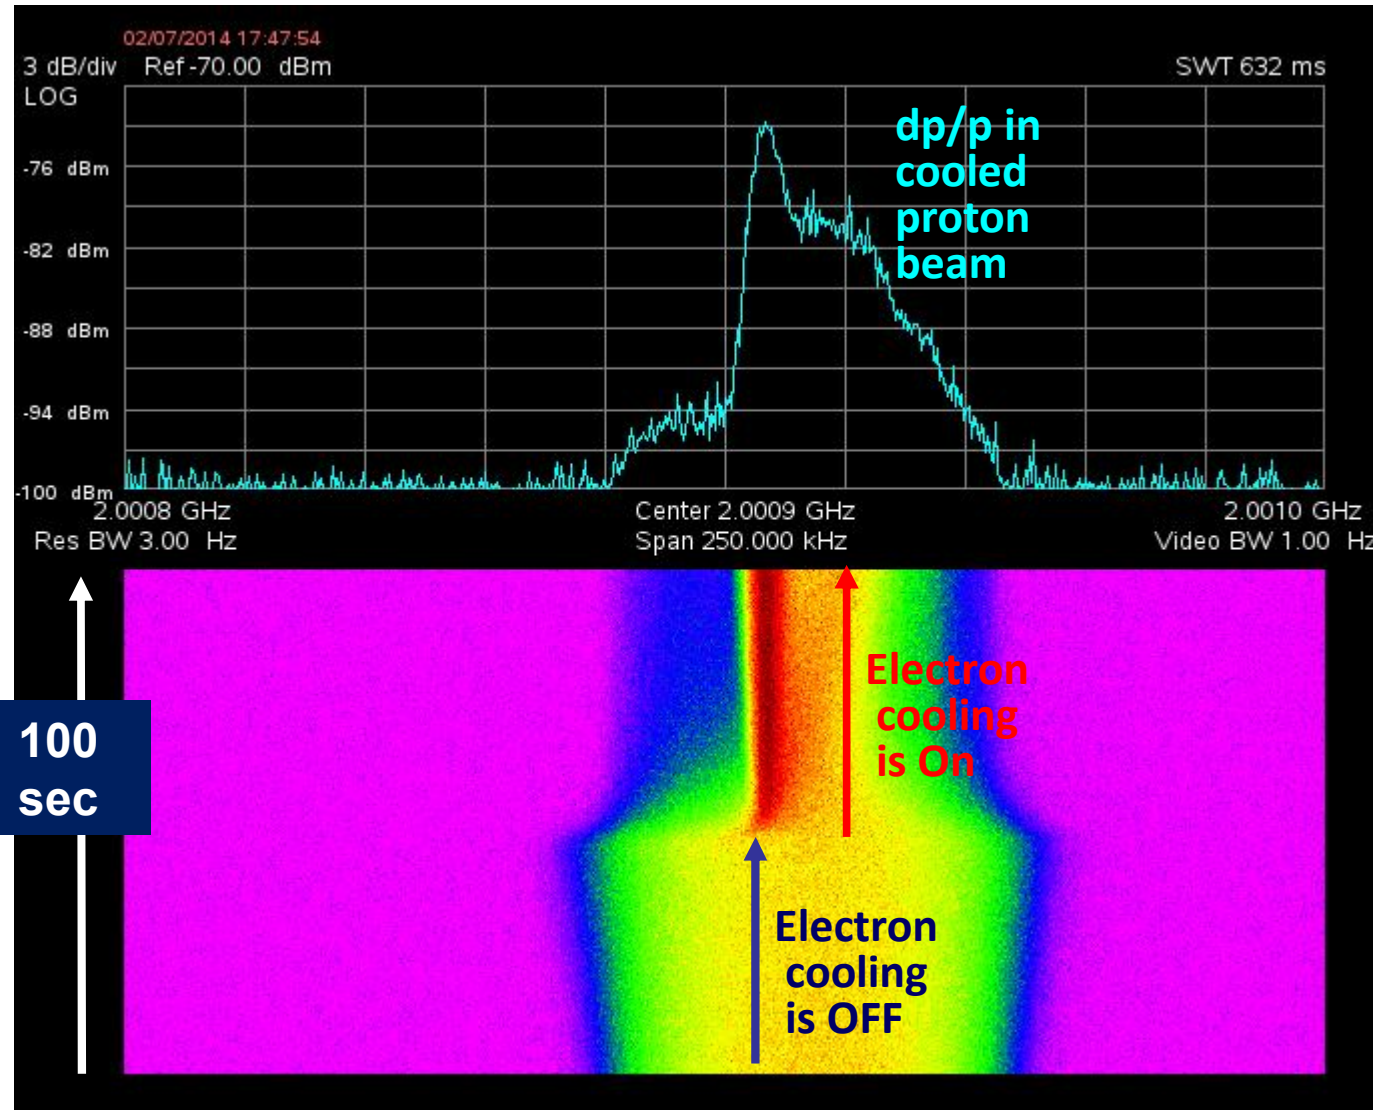 02/07/2014 17:47:54
3 dB/div Ref -70.00 dBm SWT 632 ms
LOG
dp/p in
cooled
proton
beam
-76 dBm
-82 dBm
-88 dBm
-94 dBm
-100 dBm
2.0008 GHz Center 2.0009 GHz 2.0010 GHz
Res BW 3.00 Hz Span 250.000 kHz Video BW 1.00 Hz
Electron
cooling
is On
100
sec
Electron
cooling
is OFF